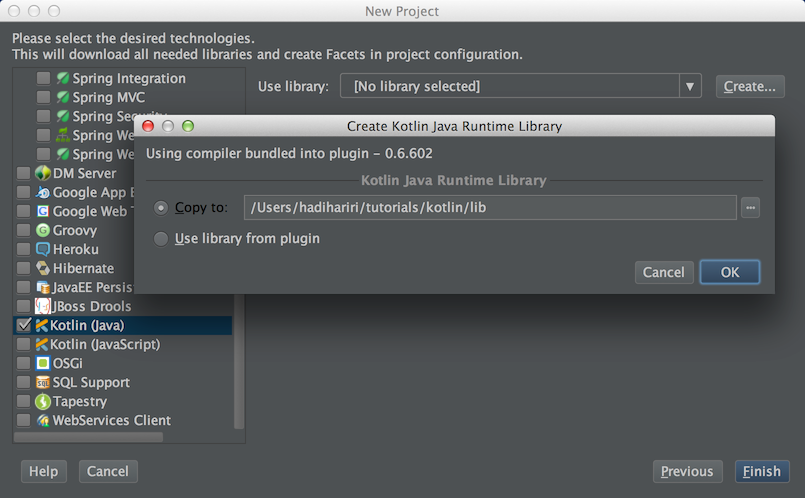 New Project
Please select the desired technologies.
This will download all needed libraries and create Facets in project configuration.
Spring Integration
Spring MVC
Spring Secu
Spring We
Spring We
DM Server
Google App E
Google Web T
Groovy
Heroku
Hibernate
JavaEE Persis
JBoss Drools
Kotlin (Java)
Kotlin (JavaScript)
OSGi
SQL Support
Tapestry
WebServices Client
Use library:
[No library selected]
Create...
Create Kotlin Java Runtime Library
Using compiler bundled into plugin – 0.6.602
Kotlin Java Runtime Library
Copy to:
/Users/hadihariri/tutorials/kotlin/lib
...
Use library from plugin
Cancel
OK
Help
Cancel
Previous
Finish